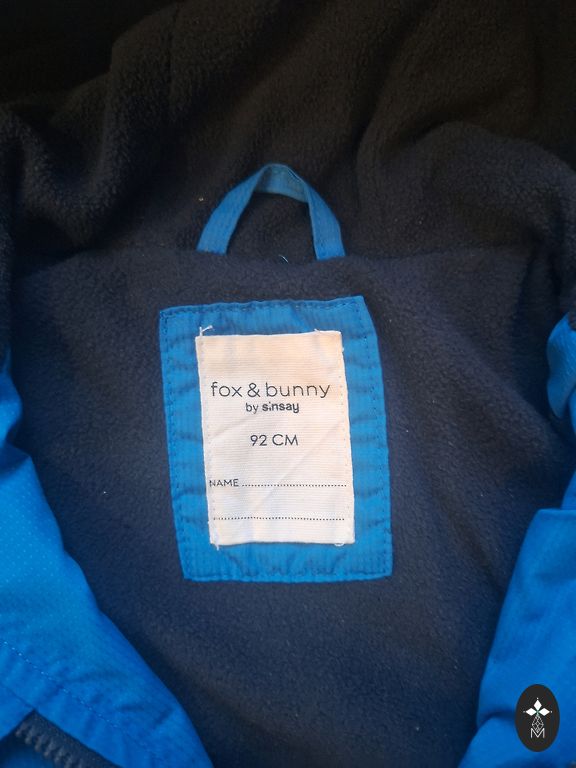 fox & bunny
by sinsay
92 CM
NAME
M